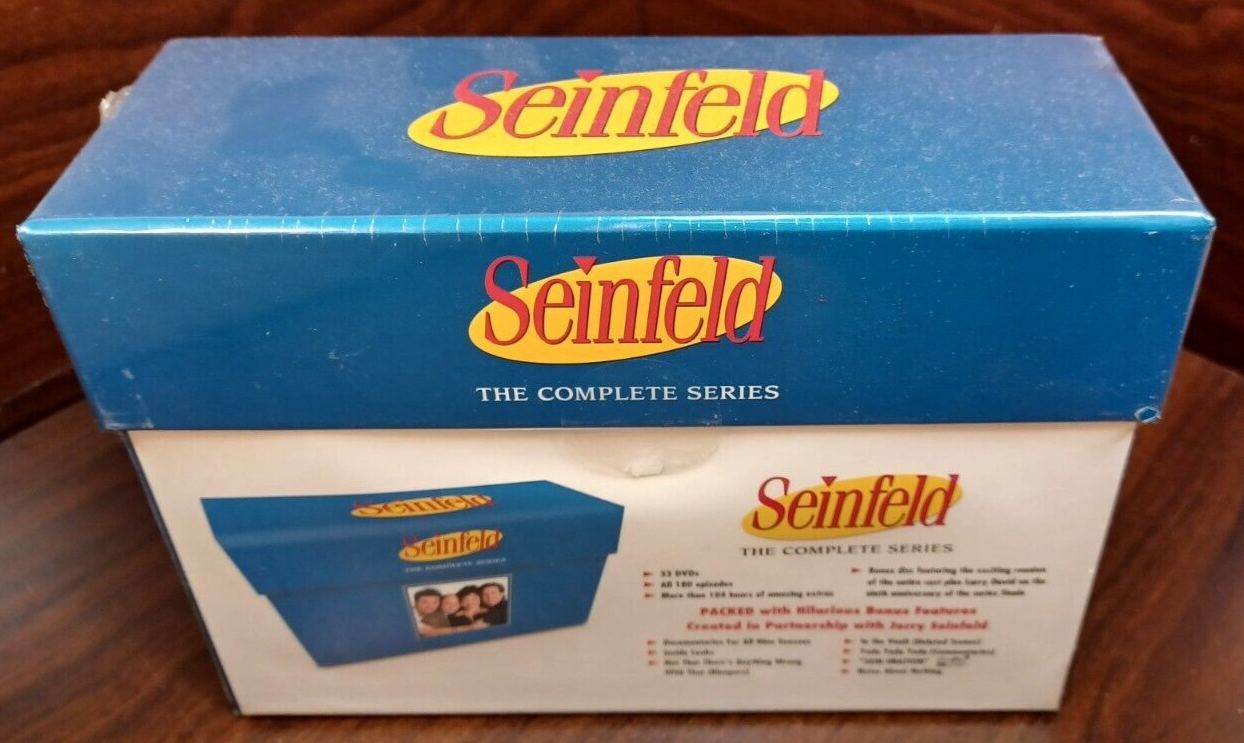 Seinfeld
Seinfeld
THE COMPLETE SERIES
Seinfeld
Seinfeld
THE COMPLETE SERIES
Seinfeld
THE COMPLETE SERIES
DVDs
All 180 episodes
More than 104 hours of amazing extras
Bonus disc featuring the exciting reunion
of the entire cast plus Larry David on the
ninth anniversary of the series finale
PACKED with Hilarious Bonus Features
Created in Partnership with Jerry Seinfeld
Documentaries For All Nine Seasons
Inside Looks
Not That There's Anything Wrong
With That (Bloopers)
In the Vault (Deleted Scenes)
Yada Yada Yada (Commentaries)
"SEIN-IMATION"
Notes About Nothing